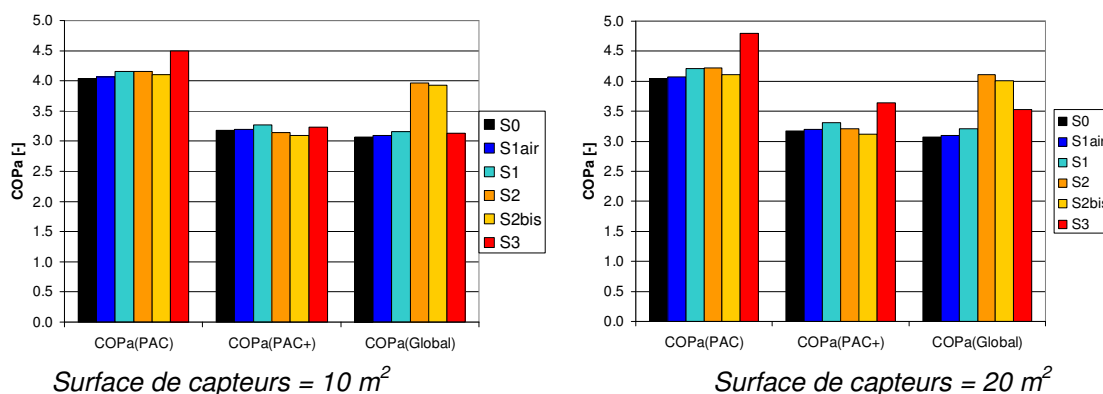 5.0
4.5
4.0
3.5
3.0
2.5
2.0
1.5
1.0
0.5
0.0
COPa [-]
COPa(PAC) COPa(PAC+) COPa(Global)
S0
S1air
S1
S2
S2bis
S3
Surface de capteurs = 10 m²
5.0
4.5
4.0
3.5
3.0
2.5
2.0
1.5
1.0
0.5
0.0
COPa [-]
COPa(PAC) COPa(PAC+) COPa(Global)
S0
S1air
S1
S2
S2bis
S3
Surface de capteurs = 20 m²